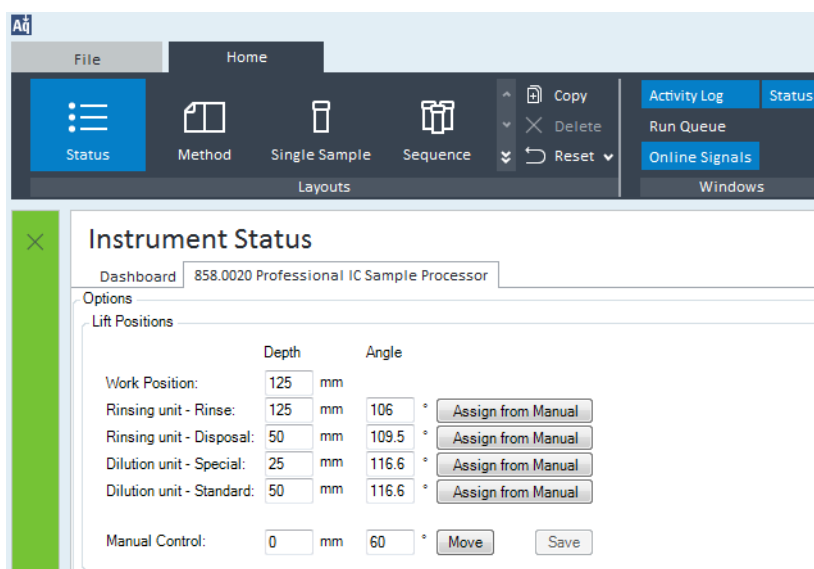 Aq
File Home
Status Method Single Sample Sequence Copy Delete Reset Activity Log Status
Run Queue
Online Signals
Layouts Windows
Instrument Status
Dashboard 858.0020 Professional IC Sample Processor
Options
Lift Positions
Depth Angle
Work Position: 125 mm
Rinsing unit - Rinse: 125 mm 106 ° Assign from Manual
Rinsing unit - Disposal: 50 mm 109.5 ° Assign from Manual
Dilution unit - Special: 25 mm 116.6 ° Assign from Manual
Dilution unit - Standard: 50 mm 116.6 ° Assign from Manual
Manual Control: 0 mm 60 ° Move Save